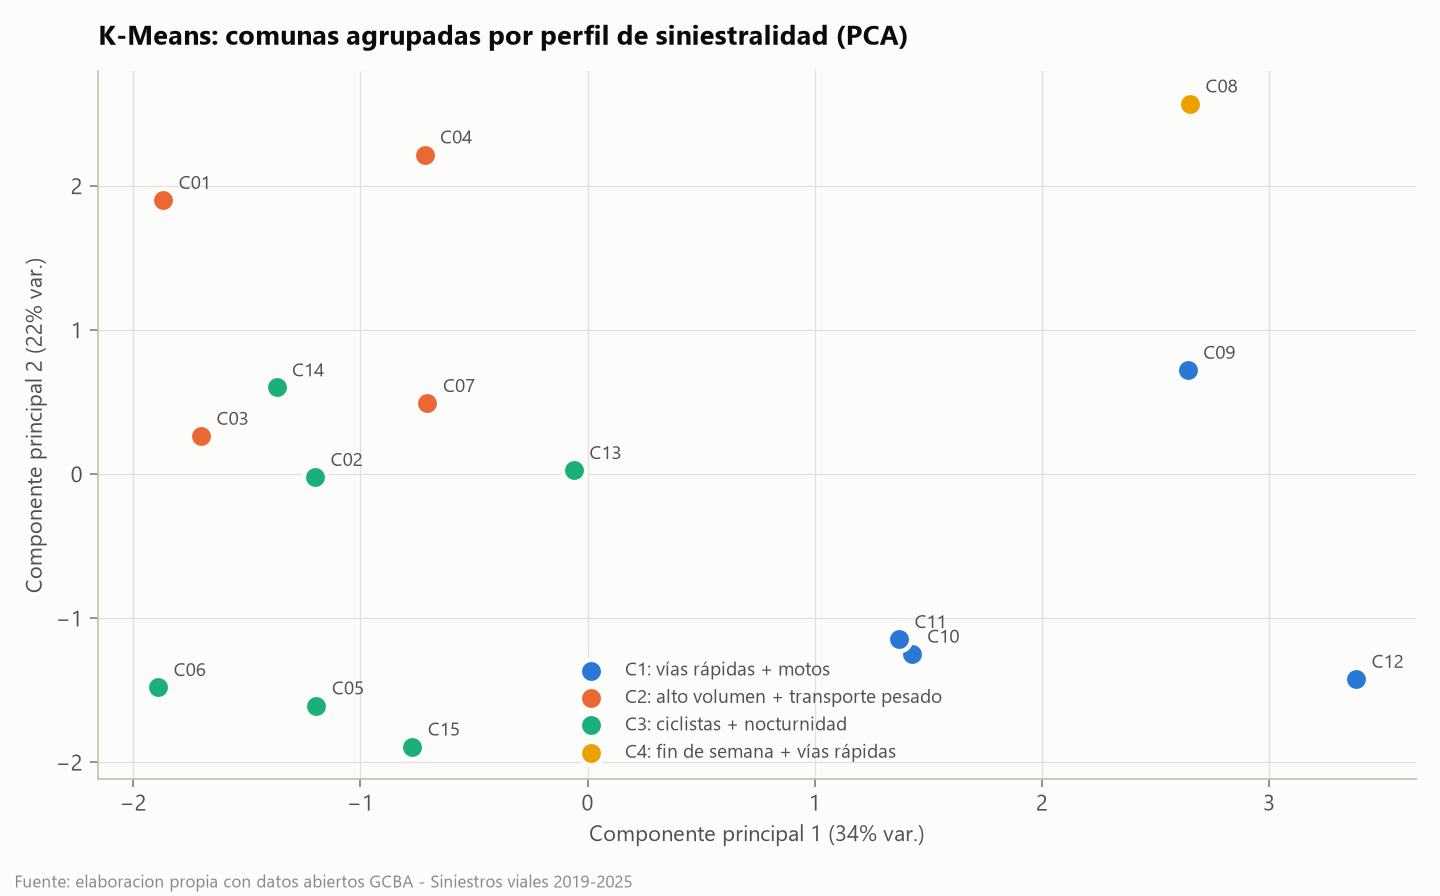 K-Means: comunas agrupadas por perfil de siniestralidad (PCA)
C08
C04
2
C01
1
C09
C14
C07
C03
C02
C13
0
Componente principal 2 (22% var.)
−1
C11
C10
C06
C12
C05
C15
C1: vías rápidas + motos
C2: alto volumen + transporte pesado
C3: ciclistas + nocturnidad
C4: fin de semana + vías rápidas
−2
−2 −1 0 1 2 3
Componente principal 1 (34% var.)
Fuente: elaboracion propia con datos abiertos GCBA - Siniestros viales 2019-2025